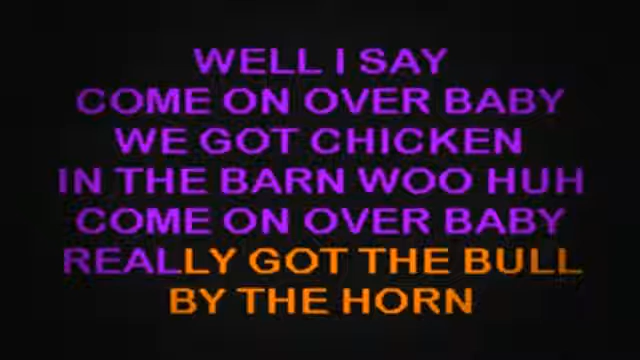 WELL I SAY
COME ON OVER BABY
WE GOT CHICKEN
IN THE BARN WOO HUH
COME ON OVER BABY
REALLY GOT THE BULL
BY THE HORN